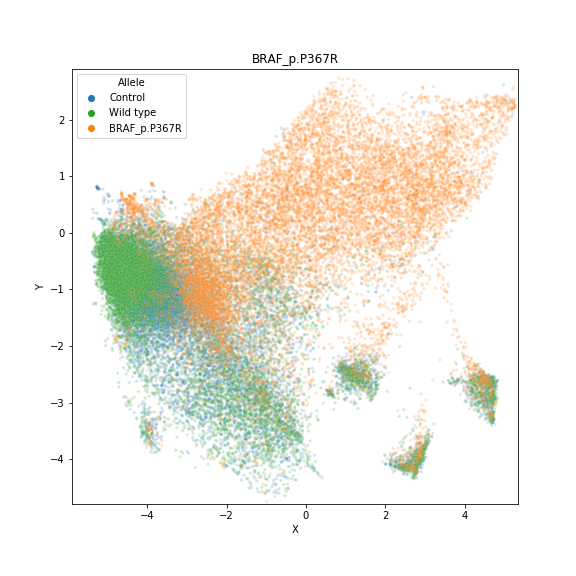 BRAF_p.P367R
Allele
Control
Wild type
BRAF_p.P367R
2
1
0
−1
−2
−3
−4
Y
−4
−2
0
2
4
X